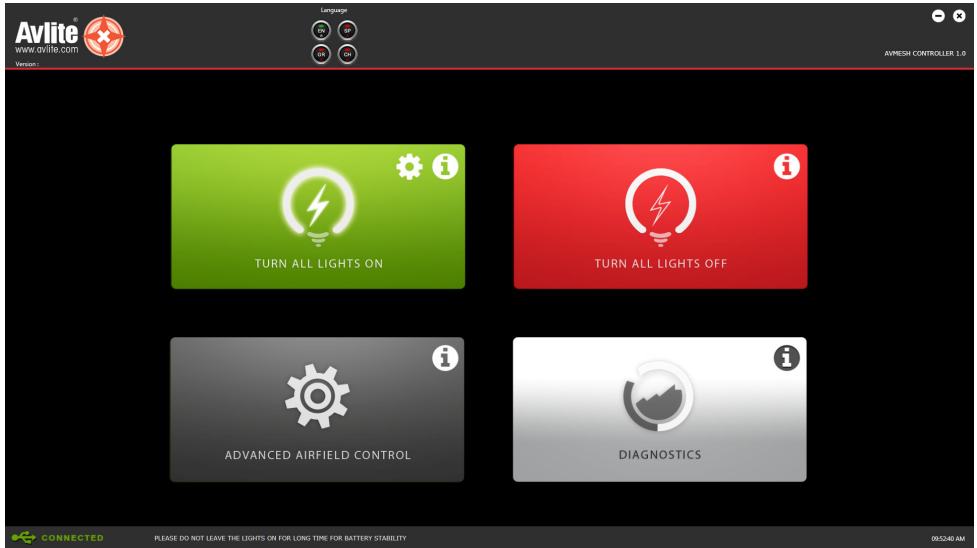 Language
Avlite®
www.avlite.com
Version :
EN SP
GR CH
AVMESH CONTROLLER 1.0
TURN ALL LIGHTS ON
TURN ALL LIGHTS OFF
ADVANCED AIRFIELD CONTROL
DIAGNOSTICS
CONNECTED
PLEASE DO NOT LEAVE THE LIGHTS ON FOR LONG TIME FOR BATTERY STABILITY
09:52:40 AM